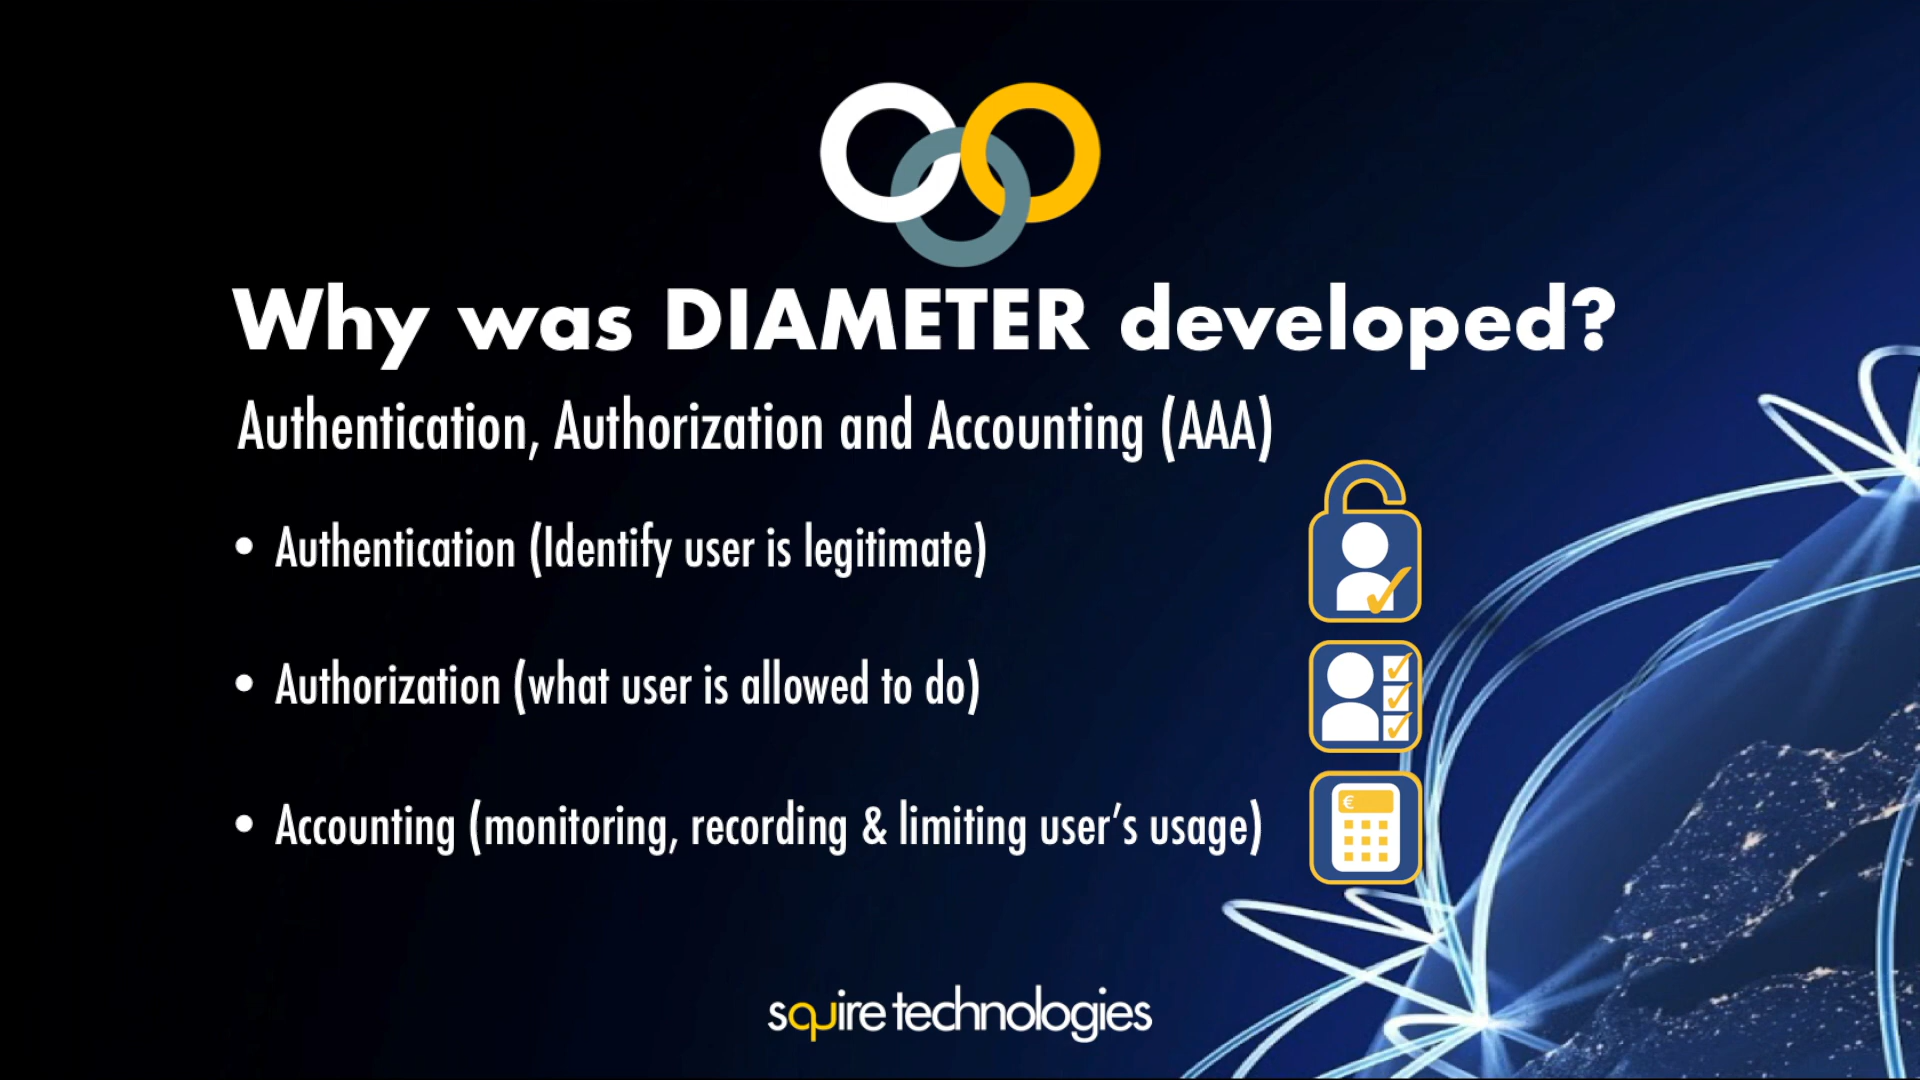 Why was DIAMETER developed?
Authentication, Authorization and Accounting (AAA)
• Authentication (Identify user is legitimate)
• Authorization (what user is allowed to do)
• Accounting (monitoring, recording & limiting user’s usage)
€
squire technologies